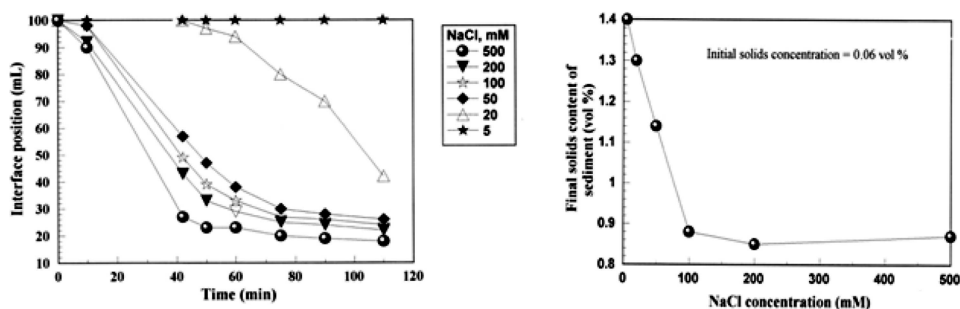 100
90
80
70
60
50
40
30
20
10
Interface position (mL)
0 20 40 60 80 100 120
Time (min)
NaCl, mM
500
200
100
50
20
5
1.4
1.3
1.2
1.1
1
0.9
0.8
Final solids content of
sediment (vol %)
Initial solids concentration = 0.06 vol %
0 100 200 300 400 500
NaCl concentration (mM)